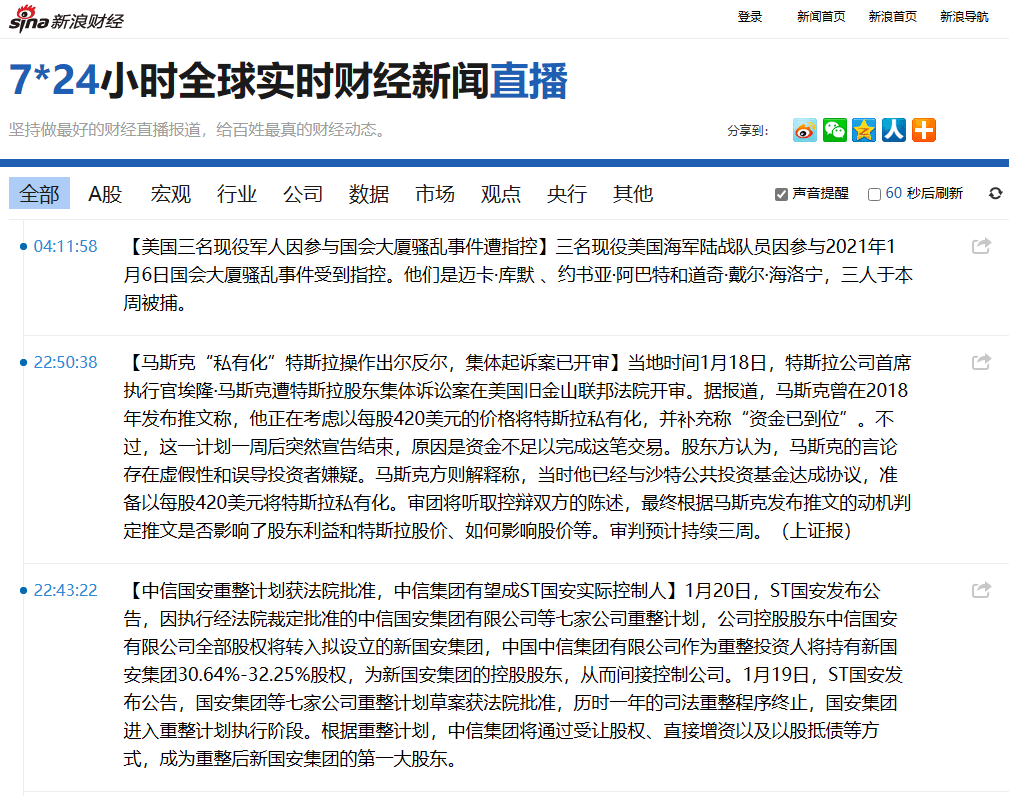 sina新浪财经
登录 新闻首页 新浪首页 新浪导航
7*24小时全球实时财经新闻直播
坚持做最好的财经直播报道，给百姓最真的财经动态。
分享到：
全部 A股 宏观 行业 公司 数据 市场 观点 央行 其他
声音提醒 60 秒后刷新
04:11:58
【美国三名现役军人因参与国会大厦骚乱事件遭指控】三名现役美国海军陆战队员因参与2021年1
月6日国会大厦骚乱事件受到指控。他们是迈卡·库默 、约书亚·阿巴特和道奇·戴尔·海洛宁，三人于本
周被捕。
22:50:38
【马斯克“私有化”特斯拉操作出尔反尔，集体起诉案已开审】当地时间1月18日，特斯拉公司首席
执行官埃隆·马斯克遭特斯拉股东集体诉讼案在美国旧金山联邦法院开审。据报道，马斯克曾在2018
年发布推文称，他正在考虑以每股420美元的价格将特斯拉私有化，并补充称“资金已到位”。不
过，这一计划一周后突然宣告结束，原因是资金不足以完成这笔交易。股东方认为，马斯克的言论
存在虚假性和误导投资者嫌疑。马斯克方则解释称，当时他已经与沙特公共投资基金达成协议，准
备以每股420美元将特斯拉私有化。审团将听取控辩双方的陈述，最终根据马斯克发布推文的动机判
定推文是否影响了股东利益和特斯拉股价、如何影响股价等。审判预计持续三周。（上证报）
22:43:22
【中信国安重整计划获法院批准，中信集团有望成ST国安实际控制人】1月20日，ST国安发布公
告，因执行经法院裁定批准的中信国安集团有限公司等七家公司重整计划，公司控股股东中信国安
有限公司全部股权将转入拟设立的新国安集团，中国中信集团有限公司作为重整投资人将持有新国
安集团30.64%-32.25%股权，为新国安集团的控股股东，从而间接控制公司。1月19日，ST国安发
布公告，国安集团等七家公司重整计划草案获法院批准，历时一年的司法重整程序终止，国安集团
进入重整计划执行阶段。根据重整计划，中信集团将通过受让股权、直接增资以及以股抵债等方
式，成为重整后新国安集团的第一大股东。